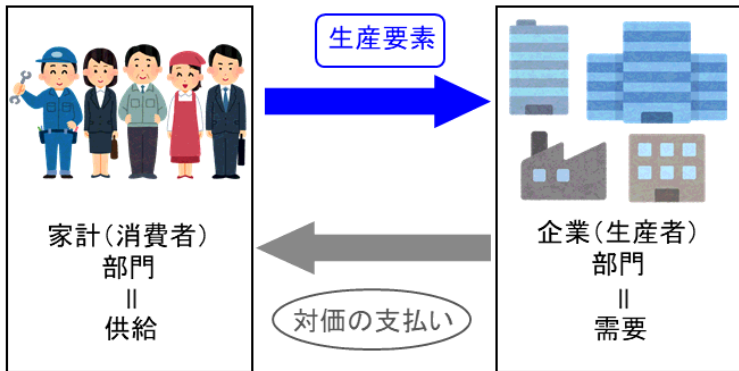 生産要素
家計(消費者)
部門
＝
供給
対価の支払い
企業(生産者)
部門
＝
需要